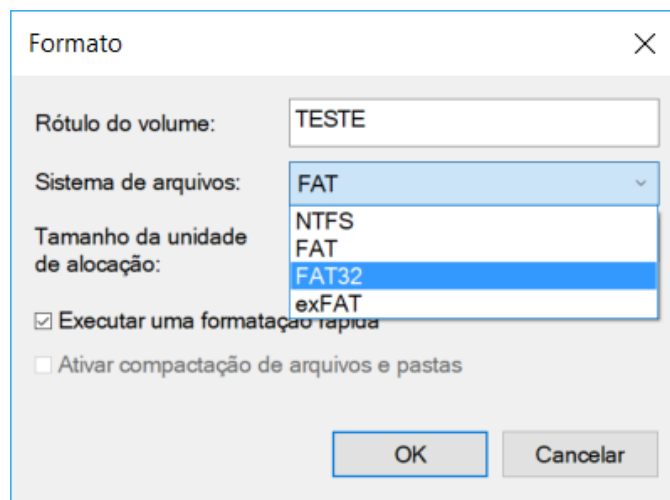 Formato
Rótulo do volume:
TESTE
Sistema de arquivos:
FAT
NTFS
FAT
FAT32
exFAT
Tamanho da unidade
de alocação:
Executar uma formatação rápida
Ativar compactação de arquivos e pastas
OK
Cancelar